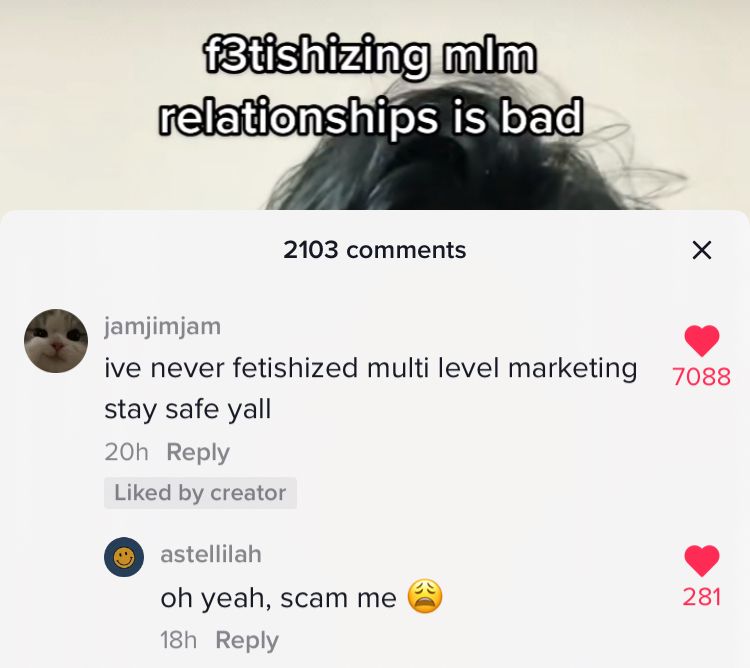 f3tishizing mlm
relationships is bad
2103 comments
jamjimjam
ive never fetishized multi level marketing
stay safe yall
7088
20h Reply
Liked by creator
astellilah
oh yeah, scam me 😩
281
18h Reply